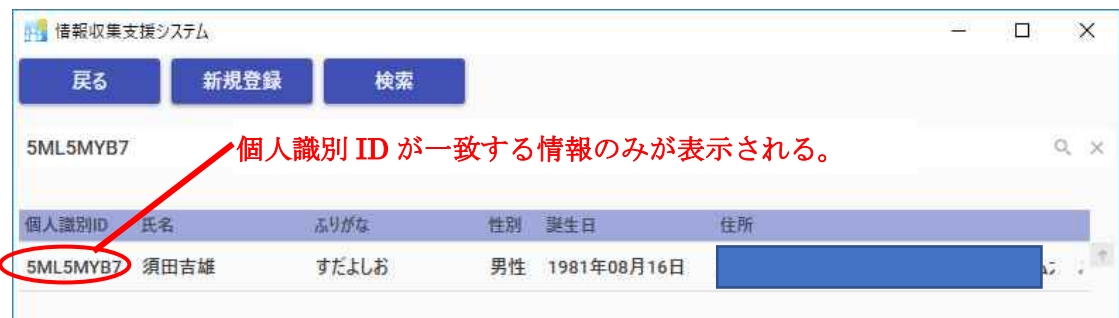 情報収集支援システム
戻る 新規登録 検索
5ML5MYB7
個人識別 ID が一致する情報のみが表示される。
個人識別ID 氏名 ふりがな 性別 誕生日 住所
5ML5MYB7 須田吉雄 すだよしお 男性 1981年08月16日